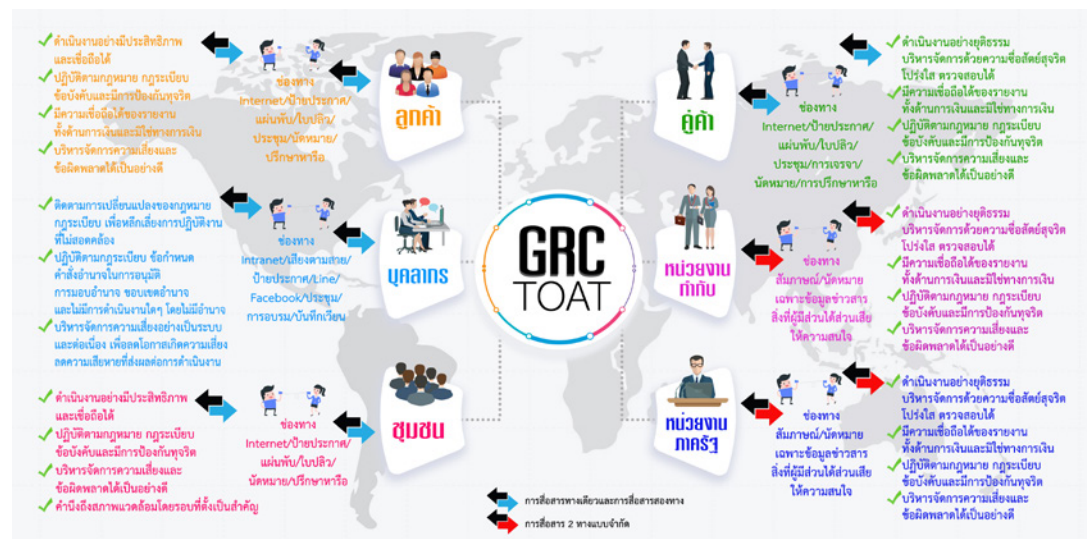 ดำเนินงานอย่างมีประสิทธิภาพ
และเชื่อถือได้
ปฏิบัติตามกฎหมาย กฎระเบียบ
ข้อบังคับและมีการป้องกันทุจริต
มีความเชื่อถือได้ของรายงาน
ทั้งด้านการเงินและมิใช่ทางการเงิน
บริหารจัดการความเสี่ยงและ
ข้อผิดพลาดได้เป็นอย่างดี
ช่องทาง
Internet/ป้ายประกาศ/
แผ่นพับ/ใบปลิว/
ประชุม/นัดหมาย/
ปรึกษาหารือ
ลูกค้า
ติดตามการเปลี่ยนแปลงของกฎหมาย
กฎระเบียบ เพื่อหลีกเลี่ยงการปฏิบัติงาน
ที่ไม่สอดคล้อง
ปฏิบัติตามกฎระเบียบ ข้อกำหนด
คำสั่งอำนาจในการอนุมัติ
การมอบอำนาจ ขอบเขตอำนาจ
และไม่มีการดำเนินงานใดๆ โดยไม่มีอำนาจ
บริหารจัดการความเสี่ยงอย่างเป็นระบบ
และต่อเนื่อง เพื่อลดโอกาสเกิดความเสี่ยง
ลดความเสียหายที่ส่งผลต่อการดำเนินงาน
ช่องทาง
Intranet/เสียงตามสาย/
ป้ายประกาศ/Line/
Facebook/ประชุม/
การอบรม/บันทึกเวียน
บุคลากร
ดำเนินงานอย่างมีประสิทธิภาพ
และเชื่อถือได้
ปฏิบัติตามกฎหมาย กฎระเบียบ
ข้อบังคับและมีการป้องกันทุจริต
บริหารจัดการความเสี่ยงและ
ข้อผิดพลาดได้เป็นอย่างดี
คำนึงถึงสภาพแวดล้อมโดยรอบที่ตั้งเป็นสำคัญ
ช่องทาง
Internet/ป้ายประกาศ/
แผ่นพับ/ใบปลิว/
นัดหมาย/ปรึกษาหารือ
ชุมชน
GRC
TOAT
คู่ค้า
ช่องทาง
Internet/ป้ายประกาศ/
แผ่นพับ/ใบปลิว/
ประชุม/การเจรจา/
นัดหมาย/การปรึกษาหารือ
ดำเนินงานอย่างยุติธรรม
บริหารจัดการด้วยความซื่อสัตย์สุจริต
โปร่งใส ตรวจสอบได้
มีความเชื่อถือได้ของรายงาน
ทั้งด้านการเงินและมิใช่ทางการเงิน
ปฏิบัติตามกฎหมาย กฎระเบียบ
ข้อบังคับและมีการป้องกันทุจริต
บริหารจัดการความเสี่ยงและ
ข้อผิดพลาดได้เป็นอย่างดี
หน่วยงาน
กำกับ
ช่องทาง
สัมภาษณ์/นัดหมาย
เฉพาะข้อมูลข่าวสาร
สิ่งที่ผู้มีส่วนได้ส่วนเสีย
ให้ความสนใจ
ดำเนินงานอย่างยุติธรรม
บริหารจัดการด้วยความซื่อสัตย์สุจริต
โปร่งใส ตรวจสอบได้
มีความเชื่อถือได้ของรายงาน
ทั้งด้านการเงินและมิใช่ทางการเงิน
ปฏิบัติตามกฎหมาย กฎระเบียบ
ข้อบังคับและมีการป้องกันทุจริต
บริหารจัดการความเสี่ยงและ
ข้อผิดพลาดได้เป็นอย่างดี
หน่วยงาน
ภาครัฐ
ช่องทาง
สัมภาษณ์/นัดหมาย
เฉพาะข้อมูลข่าวสาร
สิ่งที่ผู้มีส่วนได้ส่วนเสีย
ให้ความสนใจ
ดำเนินงานอย่างยุติธรรม
บริหารจัดการด้วยความซื่อสัตย์สุจริต
โปร่งใส ตรวจสอบได้
มีความเชื่อถือได้ของรายงาน
ทั้งด้านการเงินและมิใช่ทางการเงิน
ปฏิบัติตามกฎหมาย กฎระเบียบ
ข้อบังคับและมีการป้องกันทุจริต
บริหารจัดการความเสี่ยงและ
ข้อผิดพลาดได้เป็นอย่างดี
การสื่อสารทางเดียวและการสื่อสารสองทาง
การสื่อสาร 2 ทางแบบจำกัด